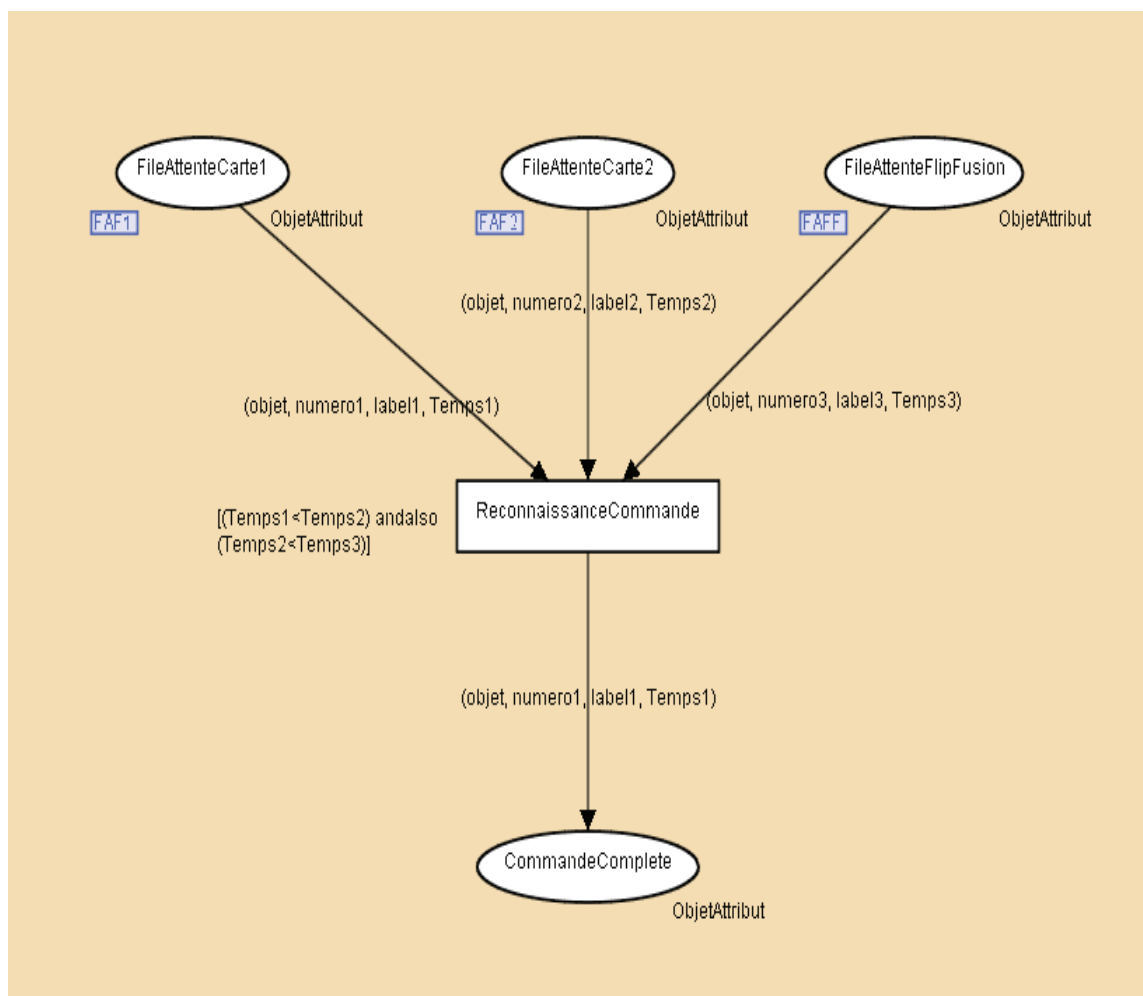 FileAttenteCarte1
FileAttenteCarte2
FileAttenteFlipFusion
FAF1
ObjetAttribut
FAF2
ObjetAttribut
FAFF
ObjetAttribut
(objet, numero2, label2, Temps2)
(objet, numero1, label1, Temps1)
(objet, numero3, label3, Temps3)
[(Temps1<Temps2) andalso
(Temps2<Temps3)]
ReconnaissanceCommande
(objet, numero1, label1, Temps1)
CommandeComplete
ObjetAttribut